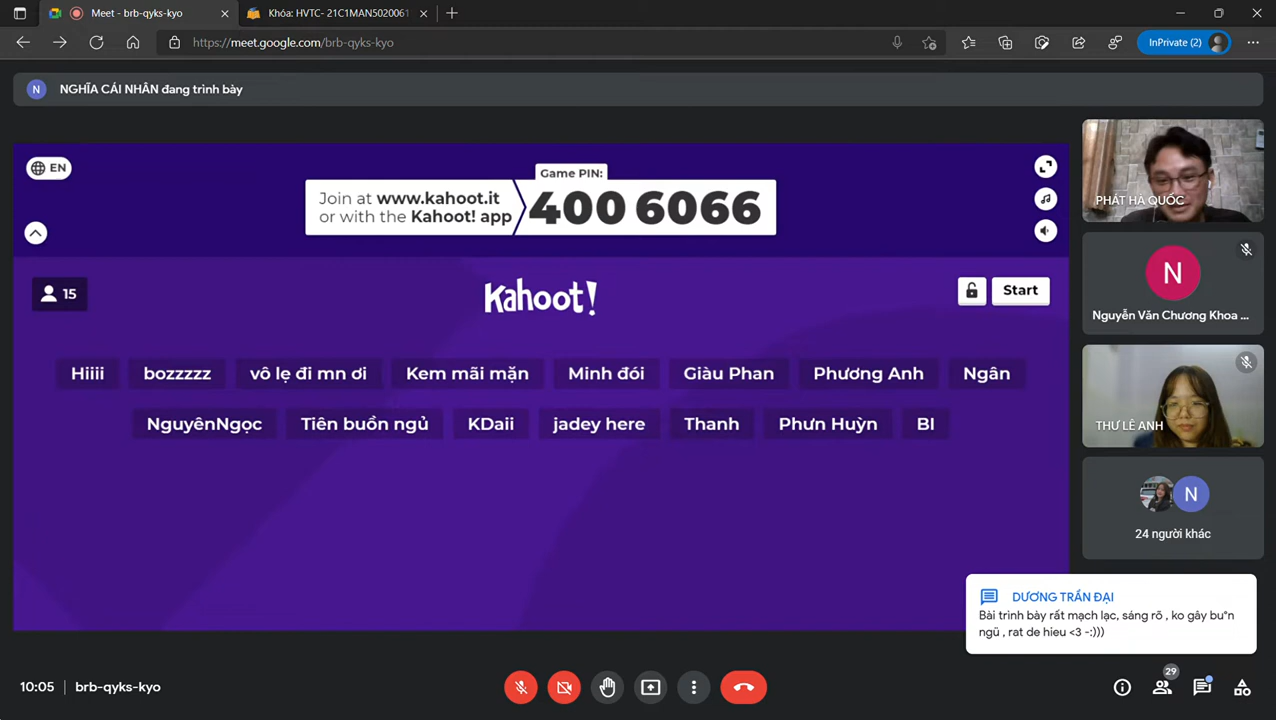 Meet - brb-qyks-kyo
Khóa: HVTC- 21C1MAN5020061
https://meet.google.com/brb-qyks-kyo
InPrivate (2)
N
NGHĨA CÁI NHÂN đang trình bày
EN
Game PIN:
Join at www.kahoot.it
or with the Kahoot! app
400 6066
15
Kahoot!
Start
Hiiii
bozzzzz
vô lẹ đi mn ơi
Kem mãi mặn
Minh đói
Giàu Phan
Phương Anh
Ngân
NguyênNgọc
Tiên buồn ngủ
KDaii
jadey here
Thanh
Phưn Huỳn
BI
PHÁT HÀ QUỐC
N
Nguyễn Văn Chương Khoa ...
THƯ LÊ ANH
N
24 người khác
DƯƠNG TRẦN ĐẠI
Bài trình bày rất mạch lạc, sáng rõ , ko gây bu°n
ngủ , rat de hieu <3 -:)))
10:05
brb-qyks-kyo
29